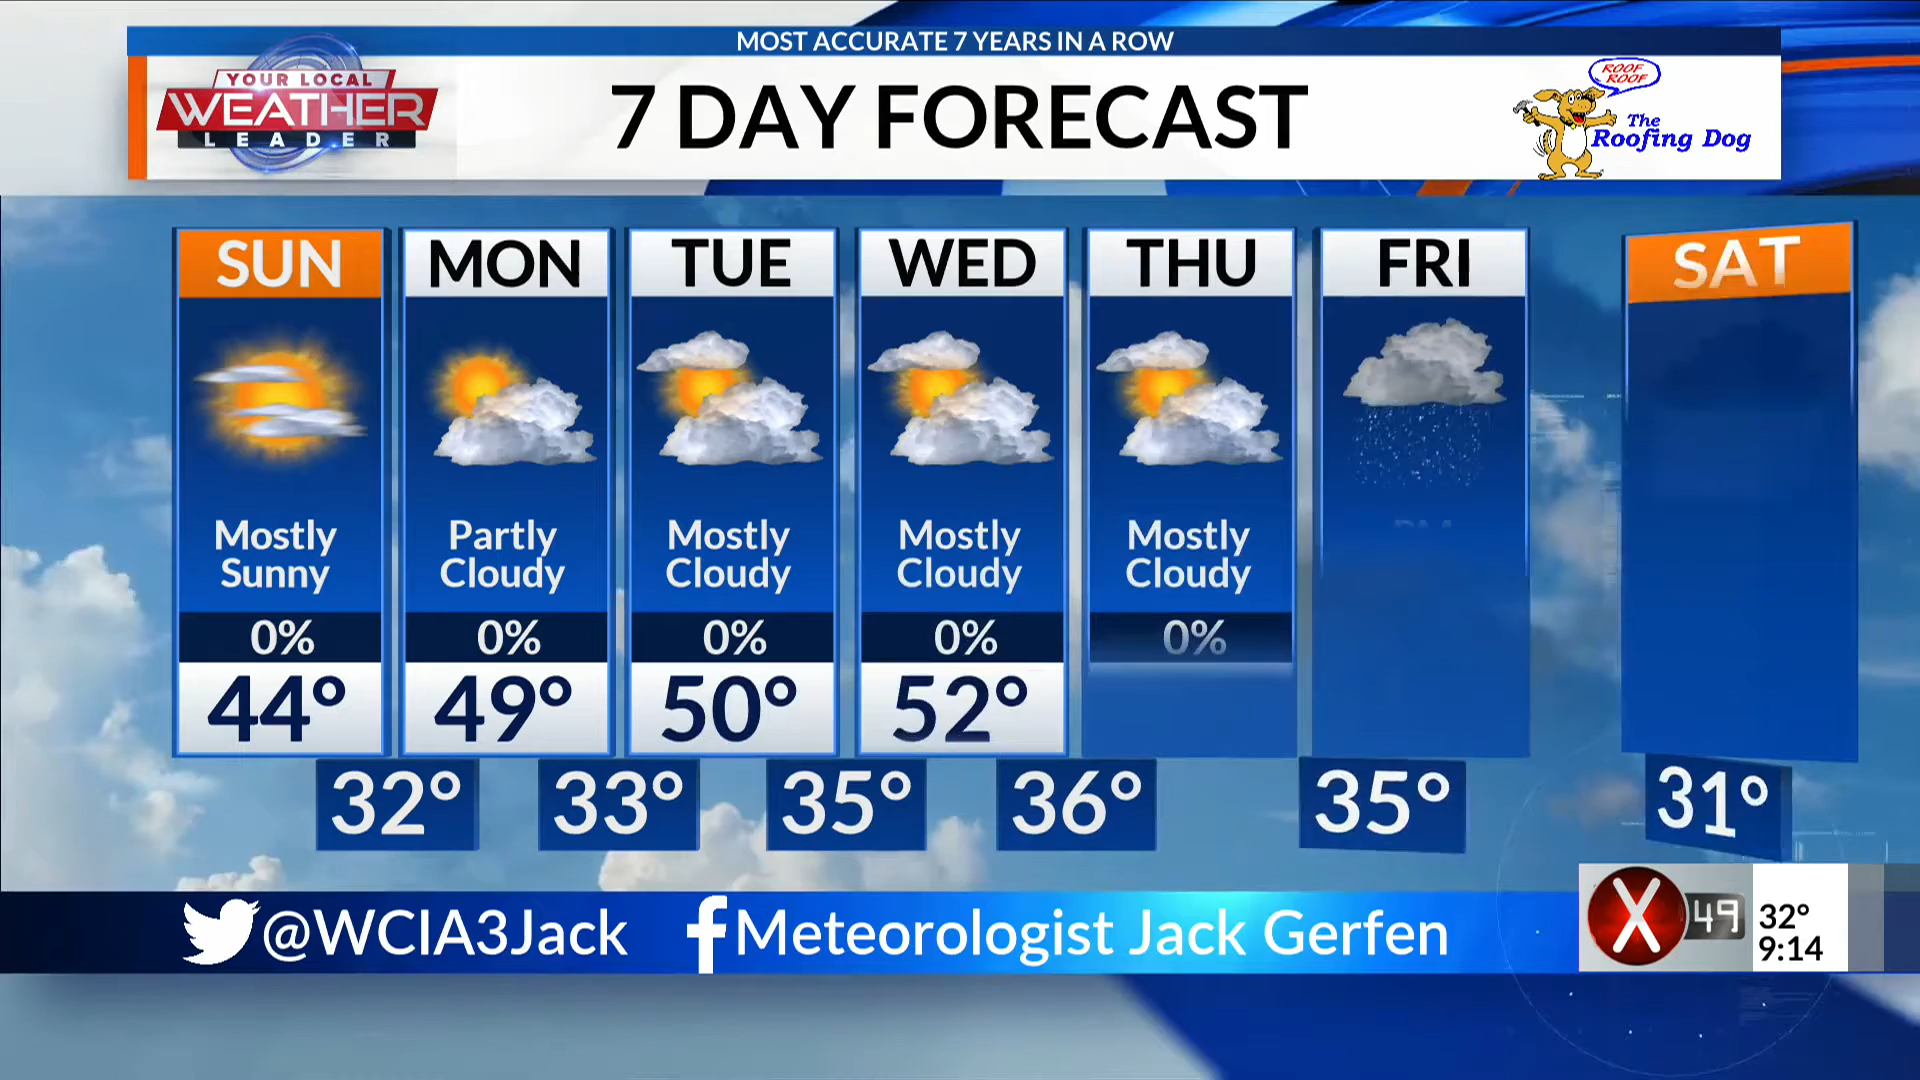 MOST ACCURATE 7 YEARS IN A ROW
YOUR LOCAL
WEATHER
LEADER
7 DAY FORECAST
ROOF
ROOF
The
Roofing Dog
SUN
Mostly
Sunny
0%
44°
MON
Partly
Cloudy
0%
49°
TUE
Mostly
Cloudy
0%
50°
WED
Mostly
Cloudy
0%
52°
THU
Mostly
Cloudy
0%
FRI
SAT
32°
33°
35°
36°
35°
31°
@WCIA3Jack
Meteorologist Jack Gerfen
X
49
32°
9:14